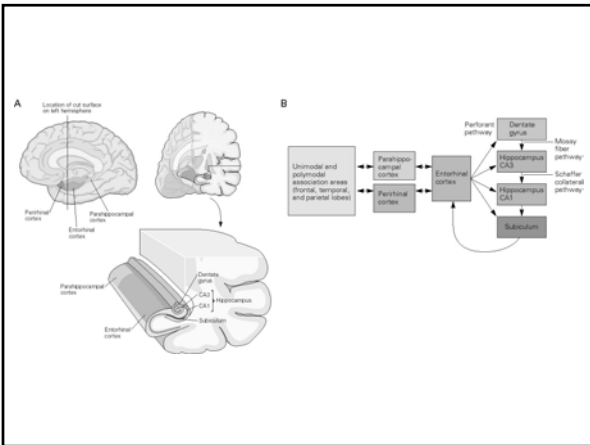 A
Location of cut surface
on left hemisphere
Perirhinal
cortex
Entorhinal
cortex
Parahippocampal
cortex
Parahippocampal
cortex
Entorhinal
cortex
Dentate
gyrus
CA3
CA1
Hippocampus
Subiculum
B
Unimodal and
polymodal
association areas
(frontal, temporal,
and parietal lobes)
Parahippo-
campal
cortex
Perirhinal
cortex
Entorhinal
cortex
Perforant
pathway
Dentate
gyrus
Mossy
fiber
pathway
Hippocampus
CA3
Schaffer
collateral
pathway
Hippocampus
CA1
Subiculum